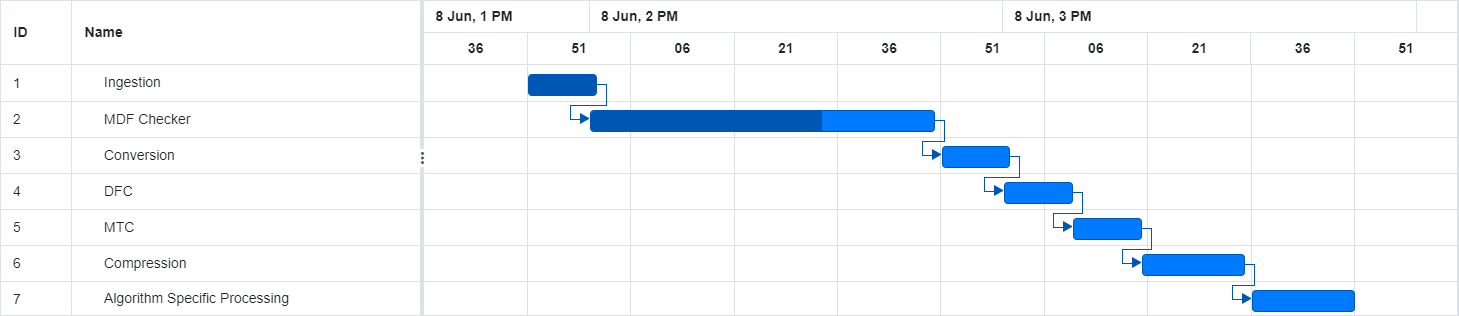 ID Name 8 Jun, 1 PM 8 Jun, 2 PM 8 Jun, 3 PM
36 51 06 21 36 51 06 21 36 51
1 Ingestion
2 MDF Checker
3 Conversion
4 DFC
5 MTC
6 Compression
7 Algorithm Specific Processing